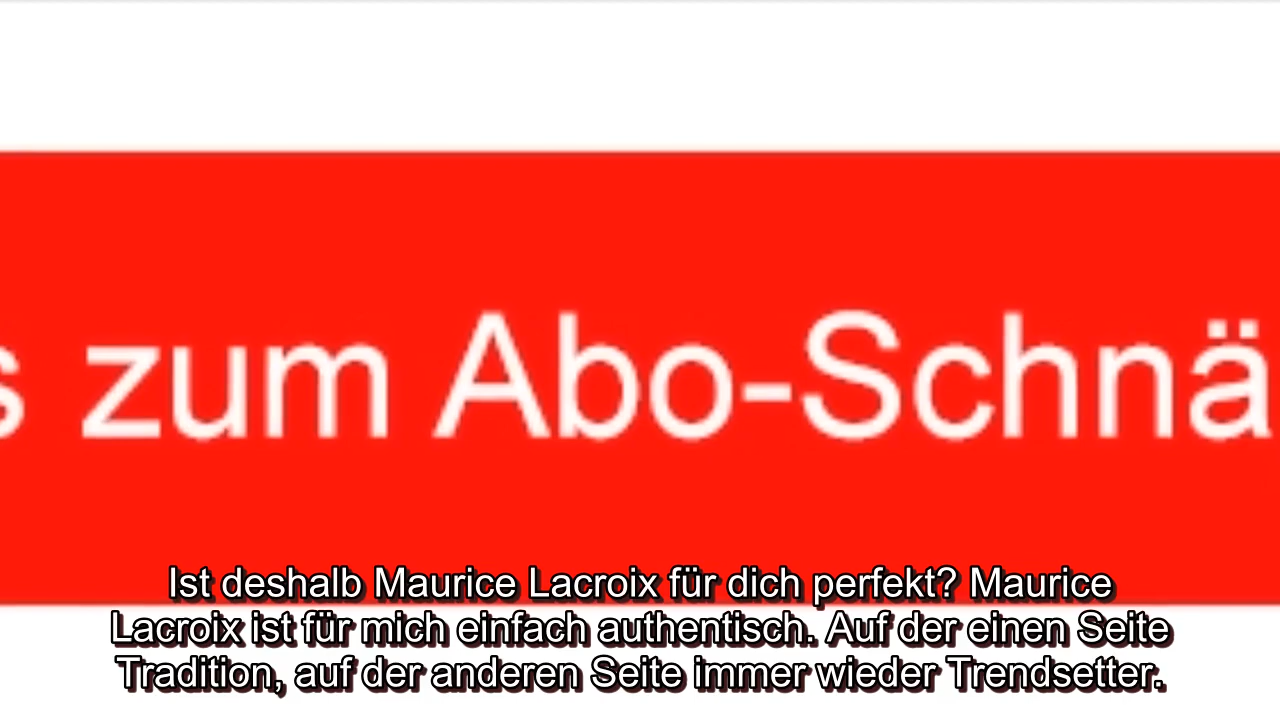 s zum Abo-Schnä
Ist deshalb Maurice Lacroix für dich perfekt? Maurice
Lacroix ist für mich einfach authentisch. Auf der einen Seite
Tradition, auf der anderen Seite immer wieder Trendsetter.